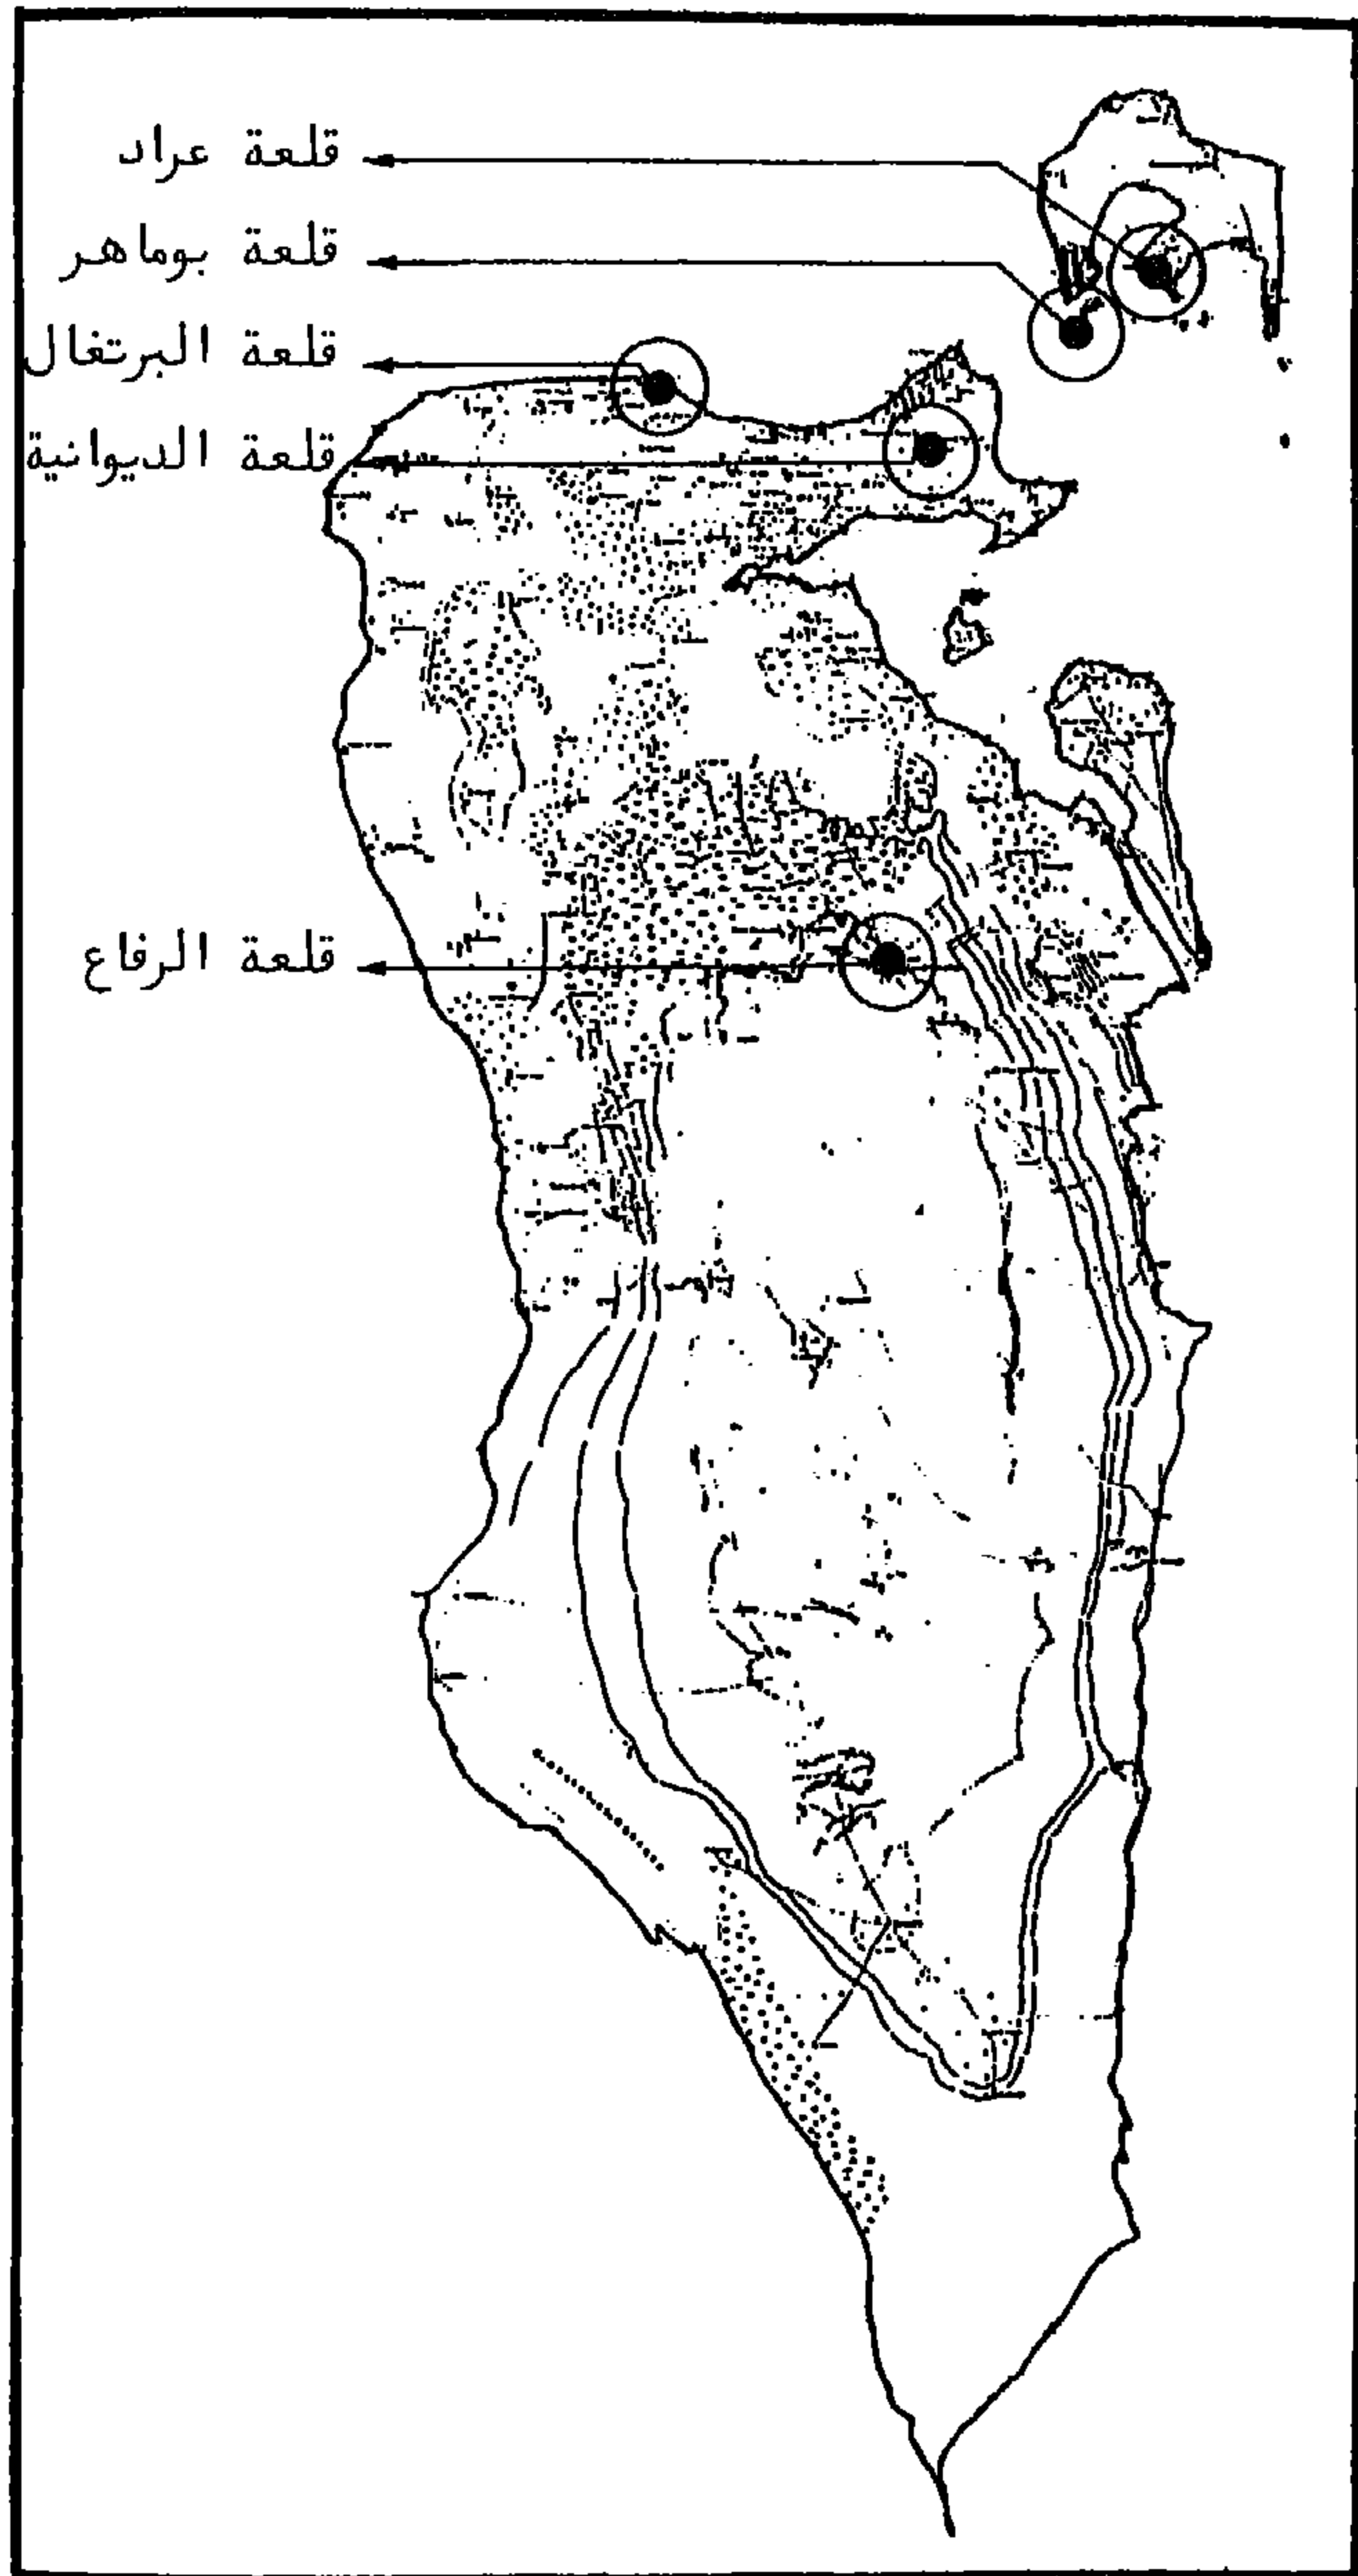 قلعة عراد
قلعة بوماهر
قلعة البرتغال
قلعة الديوانية
قلعة الرفاع